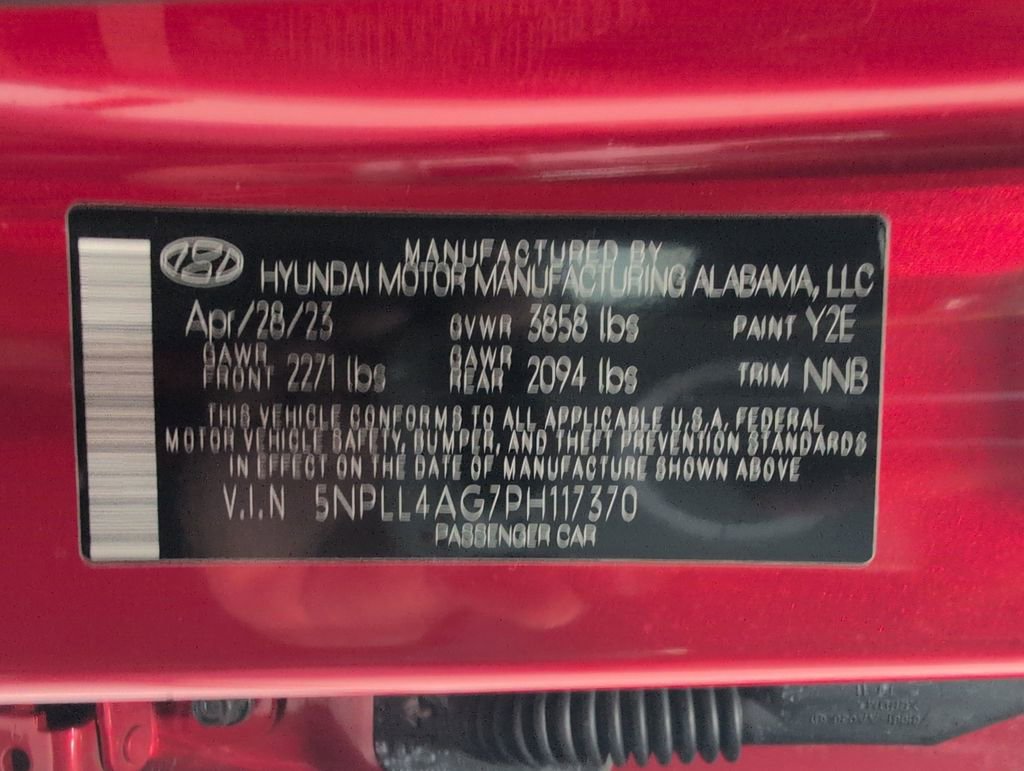 MANUFACTURED BY
HYUNDAI MOTOR MANUFACTURING ALABAMA, LLC
Apr/28/23 GVWR 3858 lbs PAINT Y2E
GAWR FRONT 2271 lbs GAWR REAR 2094 lbs TRIM NNB
THIS VEHICLE CONFORMS TO ALL APPLICABLE U.S.A. FEDERAL
MOTOR VEHICLE SAFETY, BUMPER, AND THEFT PREVENTION STANDARDS
IN EFFECT ON THE DATE OF MANUFACTURE SHOWN ABOVE
V.I.N 5NPLL4AG7PH117370
PASSENGER CAR